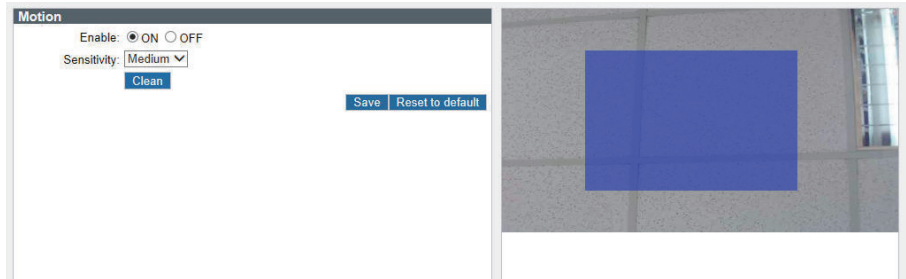 Motion
Enable: ON OFF
Sensitivity: Medium
Clean
Save Reset to default